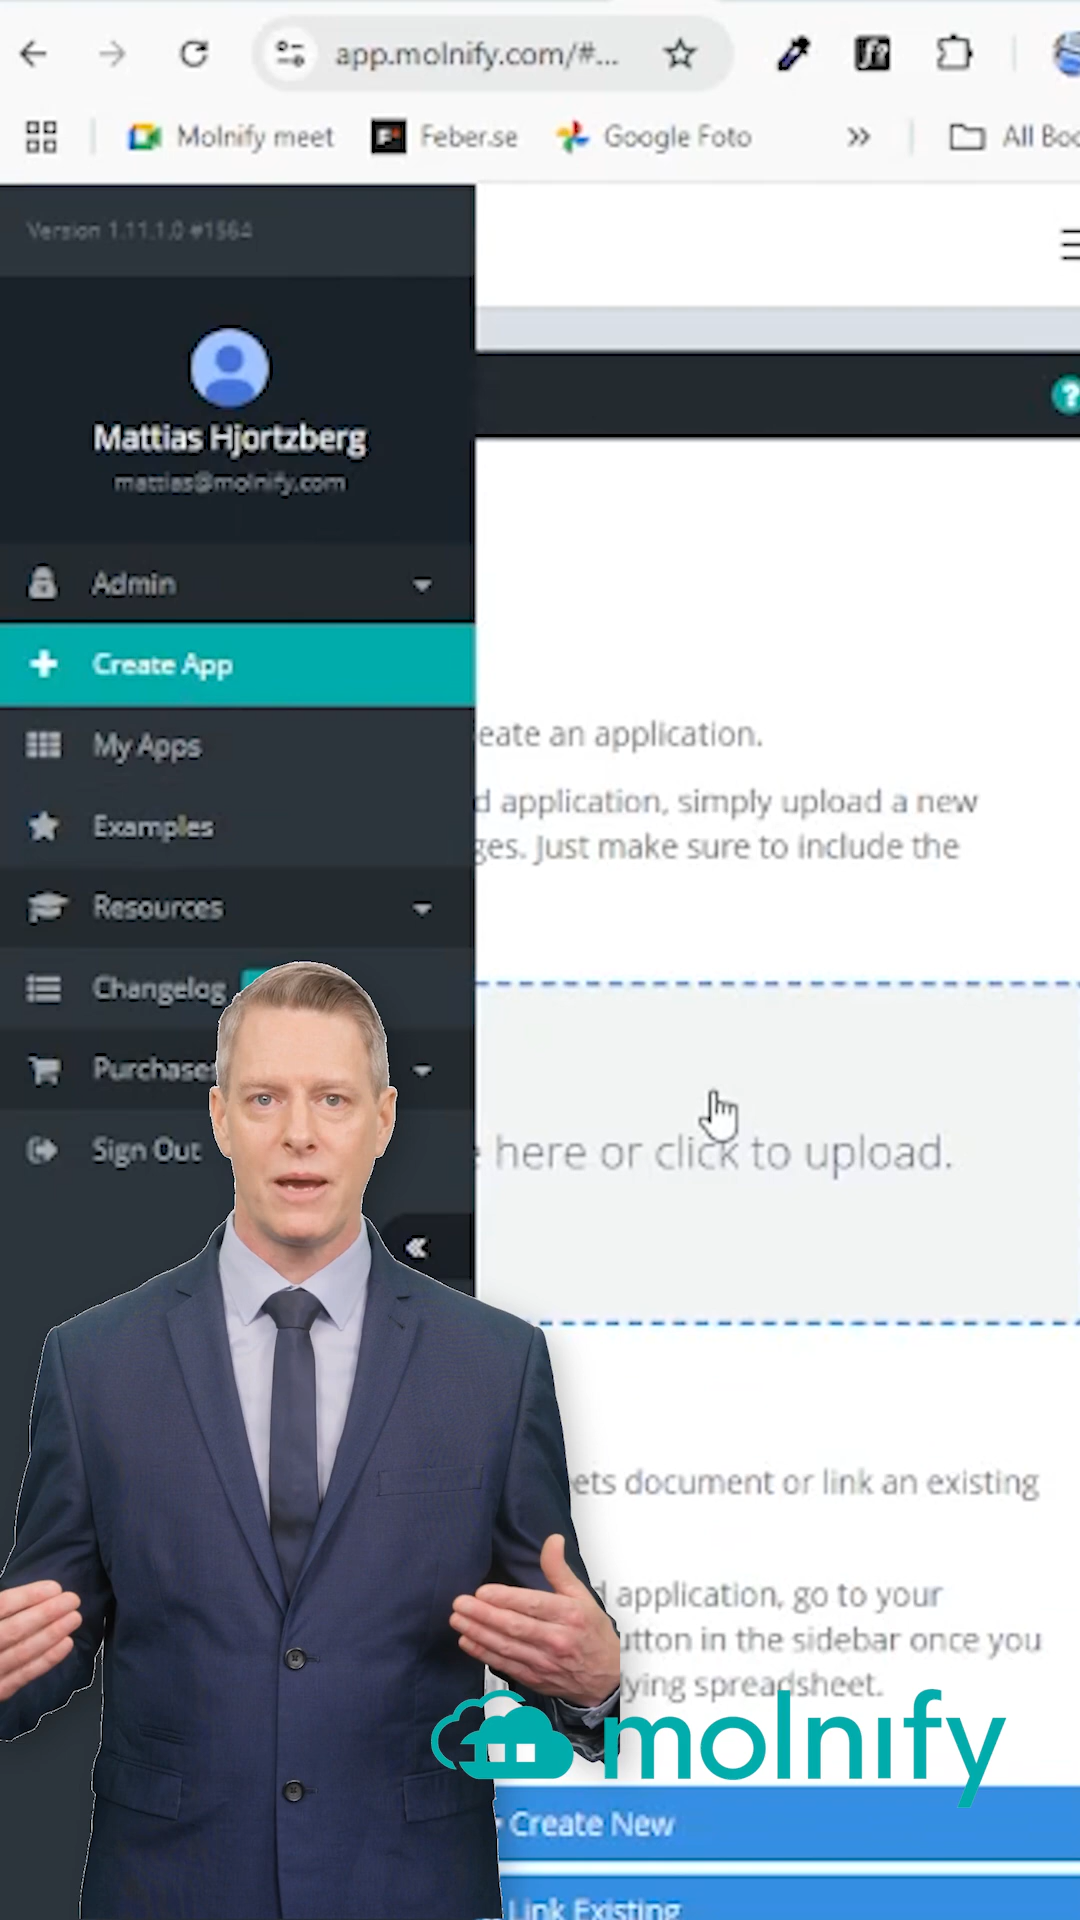 app.molnify.com/#...
Molnify meet
Feber.se
Google Foto
»
All Boo
Version 1.11.1.0 #1564
Mattias Hjortzberg
mattias@molnify.com
?
Admin
Create App
My Apps
Examples
Resources
Changelog
Purchases
Sign Out
eate an application.
d application, simply upload a new
ges. Just make sure to include the
here or click to upload.
ets document or link an existing
d application, go to your
utton in the sidebar once you
ying spreadsheet.
molnify
Create New
Link Existing